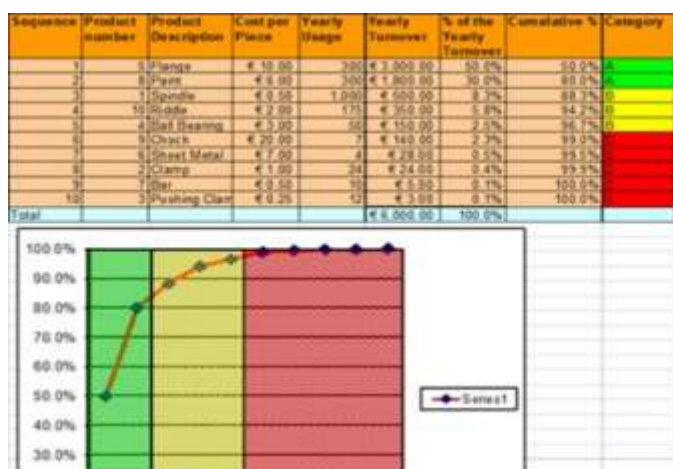 Sequence Product number Product Description Cost per Piece Yearly Usage Yearly Turnover % of the Yearly Turnover Cumulative % Category
1 5 Flange € 10.00 300 € 3,000.00 50.0% 50.0% A
2 8 Paint € 6.00 300 € 1,800.00 30.0% 80.0% A
3 1 Spindle € 0.50 1,000 € 500.00 8.3% 88.3% B
4 10 Riddle € 2.00 175 € 350.00 5.8% 94.2% B
5 4 Ball Bearing € 3.00 50 € 150.00 2.5% 96.7% B
6 9 Chock € 20.00 7 € 140.00 2.3% 99.0%
7 6 Sheet Metal € 7.00 4 € 28.00 0.5% 99.5%
8 2 Clamp € 1.00 24 € 24.00 0.4% 99.9%
9 7 Bar € 0.50 10 € 5.00 0.1% 100.0%
10 3 Pushing Clam € 0.25 12 € 3.00 0.1% 100.0%
Total € 6,000.00 100.0%
100.0%
90.0%
80.0%
70.0%
60.0%
50.0%
40.0%
30.0%
Series1